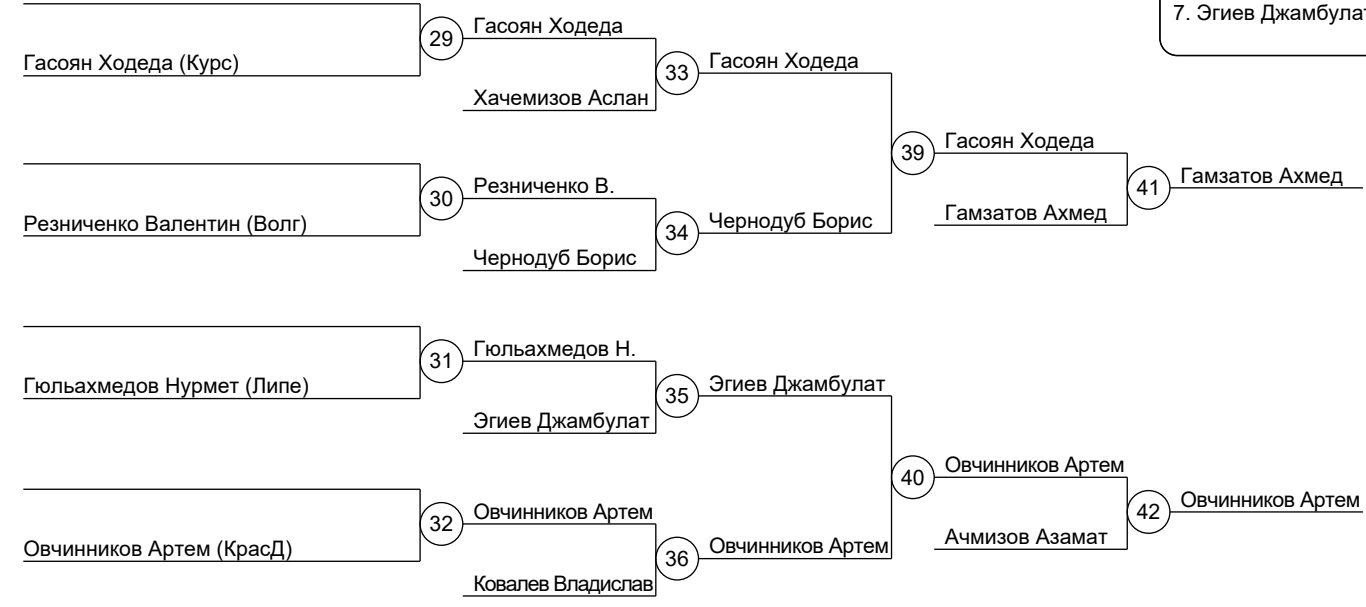 7. Эгиев Джамбулат
29
Гасоян Ходеда
Гасоян Ходеда (Курс)
33
Гасоян Ходеда
Хачемизов Аслан
39
Гасоян Ходеда
30
Резниченко В.
Резниченко Валентин (Волг)
34
Чернодуб Борис
Чернодуб Борис
41
Гамзатов Ахмед
Гамзатов Ахмед
31
Гюльахмедов Н.
Гюльахмедов Нурмет (Липе)
35
Эгиев Джамбулат
Эгиев Джамбулат
40
Овчинников Артем
32
Овчинников Артем
Овчинников Артем (КрасД)
36
Овчинников Артем
Ковалев Владислав
42
Овчинников Артем
Ачмизов Азамат